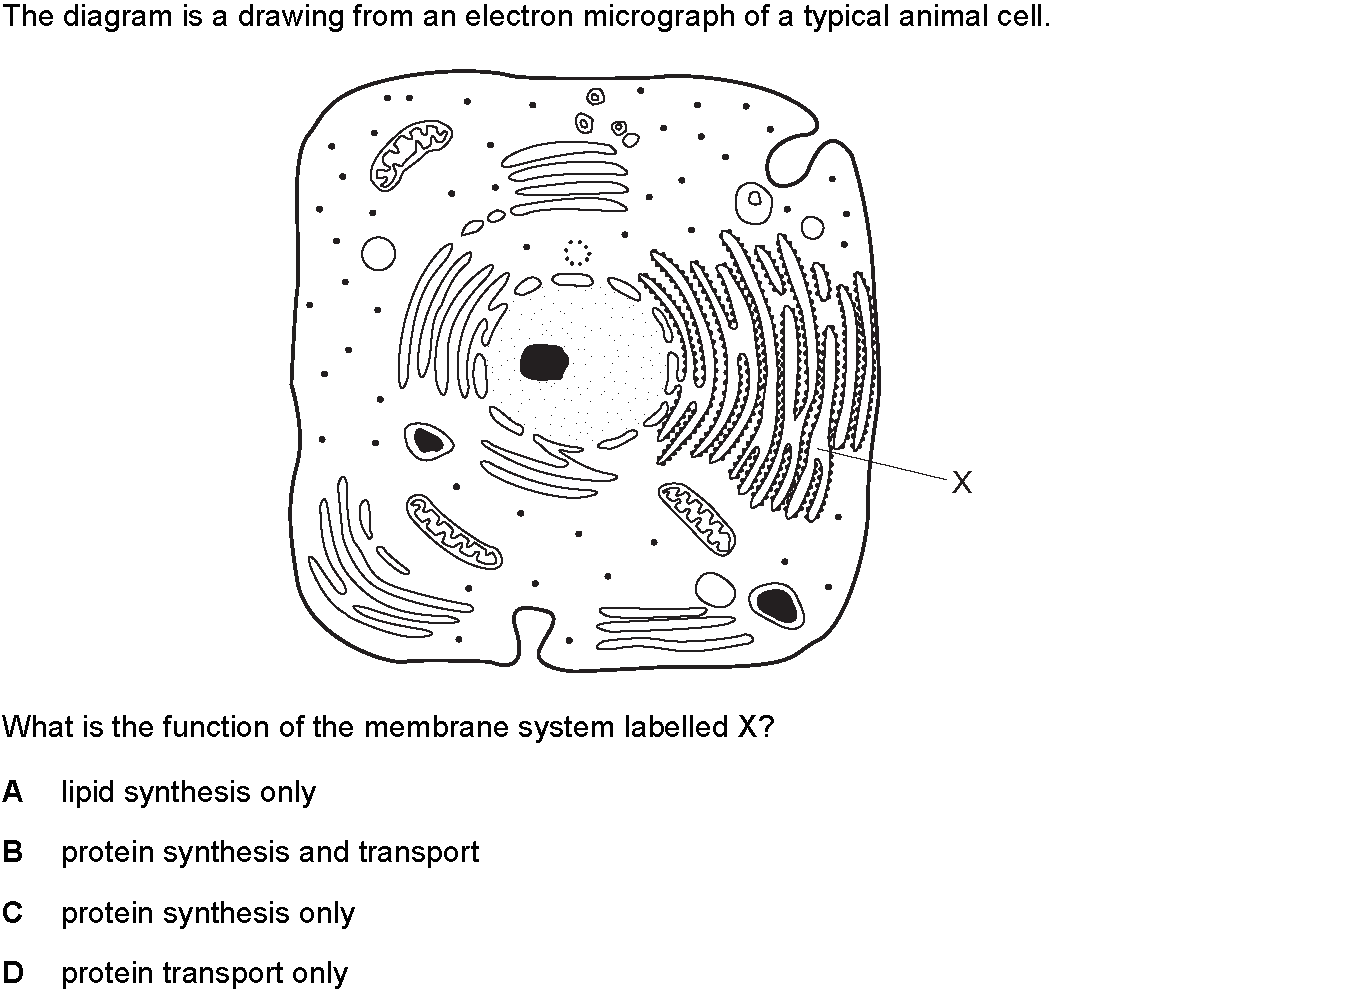 The diagram is a drawing from an electron micrograph of a typical animal cell.
X
What is the function of the membrane system labelled X?
A lipid synthesis only
B protein synthesis and transport
C protein synthesis only
D protein transport only